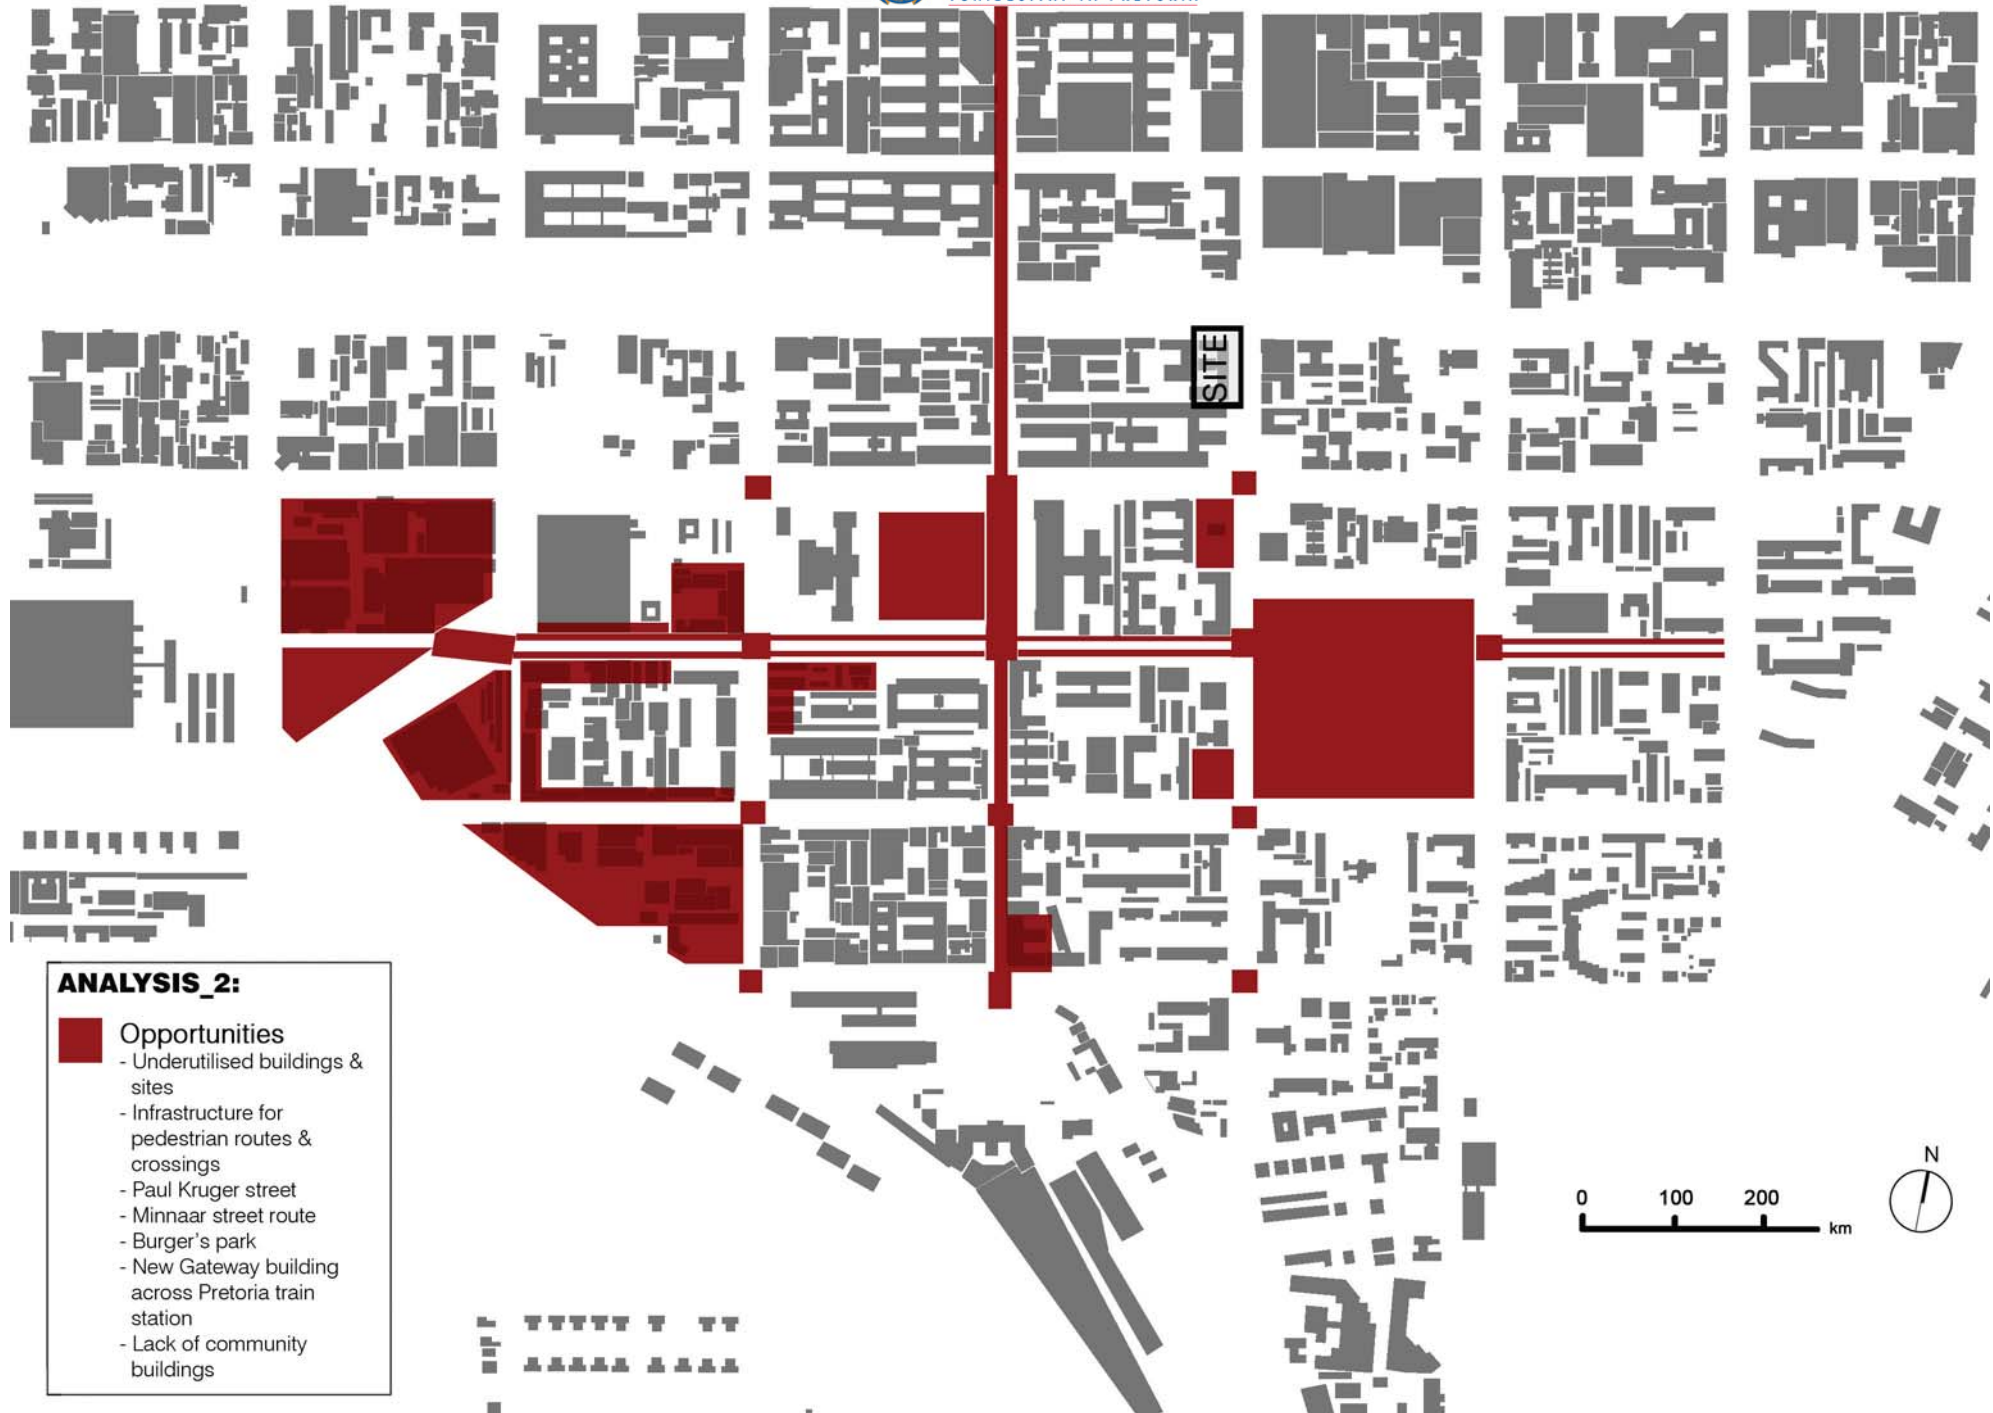 SITE
ANALYSIS_2:
Opportunities
- Underutilised buildings &
sites
- Infrastructure for
pedestrian routes &
crossings
- Paul Kruger street
- Minnaar street route
- Burger's park
- New Gateway building
across Pretoria train
station
- Lack of community
buildings
N
0 100 200
km